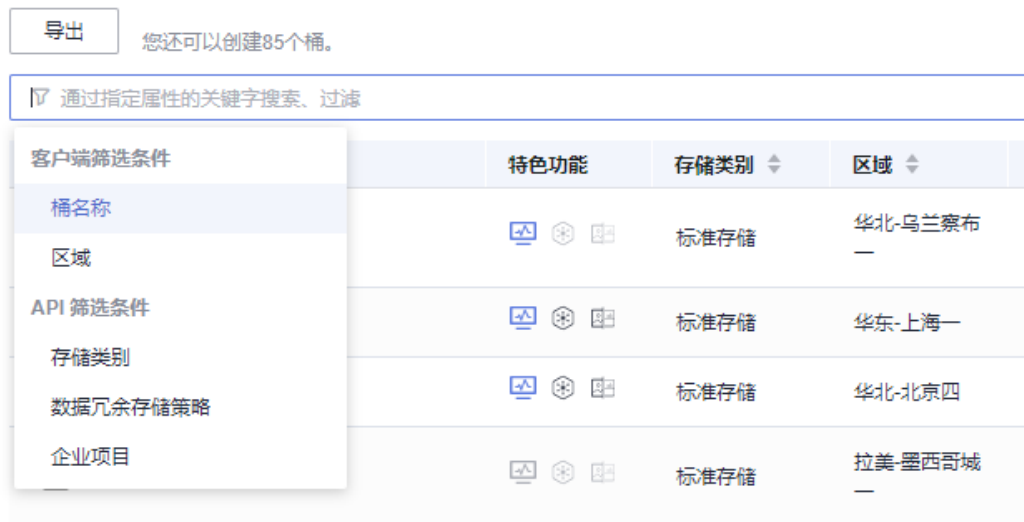 导出
您还可以创建85个桶。
通过指定属性的关键字搜索、过滤
客户端筛选条件
桶名称
区域
API 筛选条件
存储类别
数据冗余存储策略
企业项目
特色功能 存储类别 区域
标准存储 华北-乌兰察布
一
标准存储 华东-上海一
标准存储 华北-北京四
标准存储 拉美-墨西哥城
一